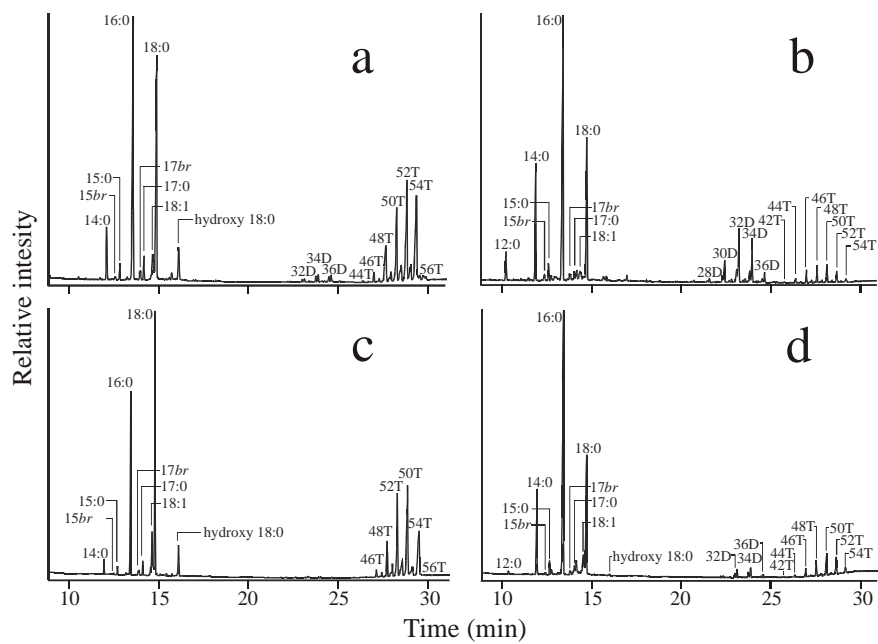 a
16:0
18:0
17br
17:0
18:1
15:0
15br
14:0
hydroxy 18:0
32D
34D
36D
44T
46T
48T
50T
52T
54T
56T
b
16:0
18:0
14:0
12:0
15:0
15br
17br
17:0
18:1
28D
30D
32D
34D
36D
42T
44T
46T
48T
50T
52T
54T
c
18:0
16:0
17br
17:0
18:1
15:0
15br
14:0
hydroxy 18:0
46T
48T
52T
50T
54T
56T
d
16:0
18:0
14:0
12:0
15:0
15br
17br
17:0
18:1
hydroxy 18:0
32D
34D
36D
42T
44T
46T
48T
50T
52T
54T
Relative intesity
10 15 20 25 30
10 15 20 25 30
Time (min)